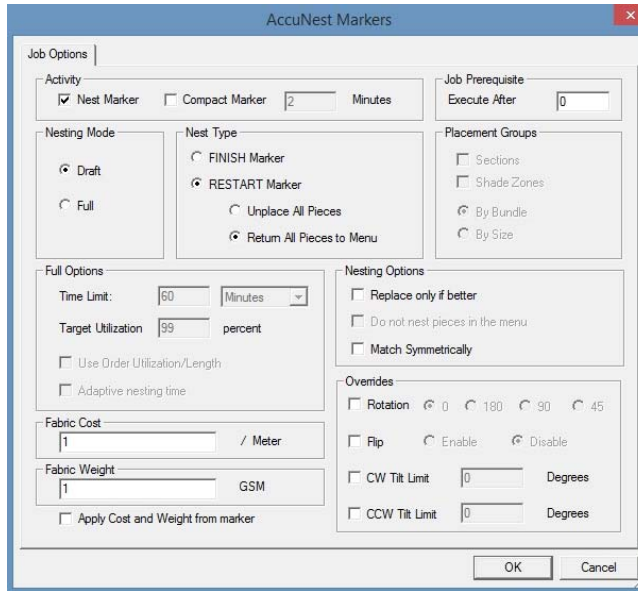 AccuNest Markers
x
Job Options
Activity
Nest Marker Compact Marker 2 Minutes
Job Prerequisite
Execute After 0
Nesting Mode
Draft
Full
Nest Type
FINISH Marker
RESTART Marker
Unplace All Pieces
Return All Pieces to Menu
Placement Groups
Sections
Shade Zones
By Bundle
By Size
Full Options
Time Limit: 60 Minutes
Target Utilization 99 percent
Use Order Utilization/Length
Adaptive nesting time
Nesting Options
Replace only if better
Do not nest pieces in the menu
Match Symmetrically
Fabric Cost
1 / Meter
Fabric Weight
1 GSM
Apply Cost and Weight from marker
Overrides
Rotation 0 180 90 45
Flip Enable Disable
CW Tilt Limit 0 Degrees
CCW Tilt Limit 0 Degrees
OK Cancel